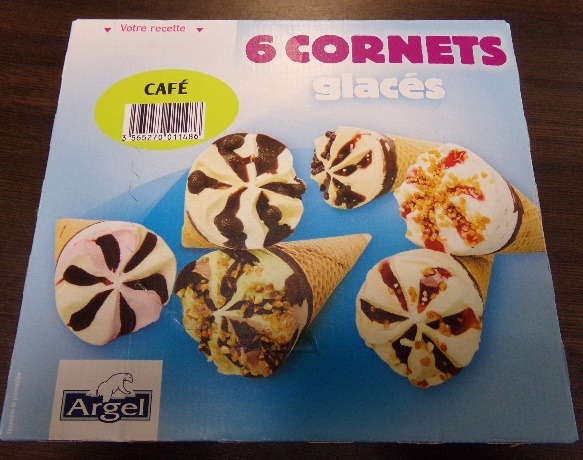 Votre recette
6 CORNETS
glacés
CAFÉ
3 565270 011486
Argel